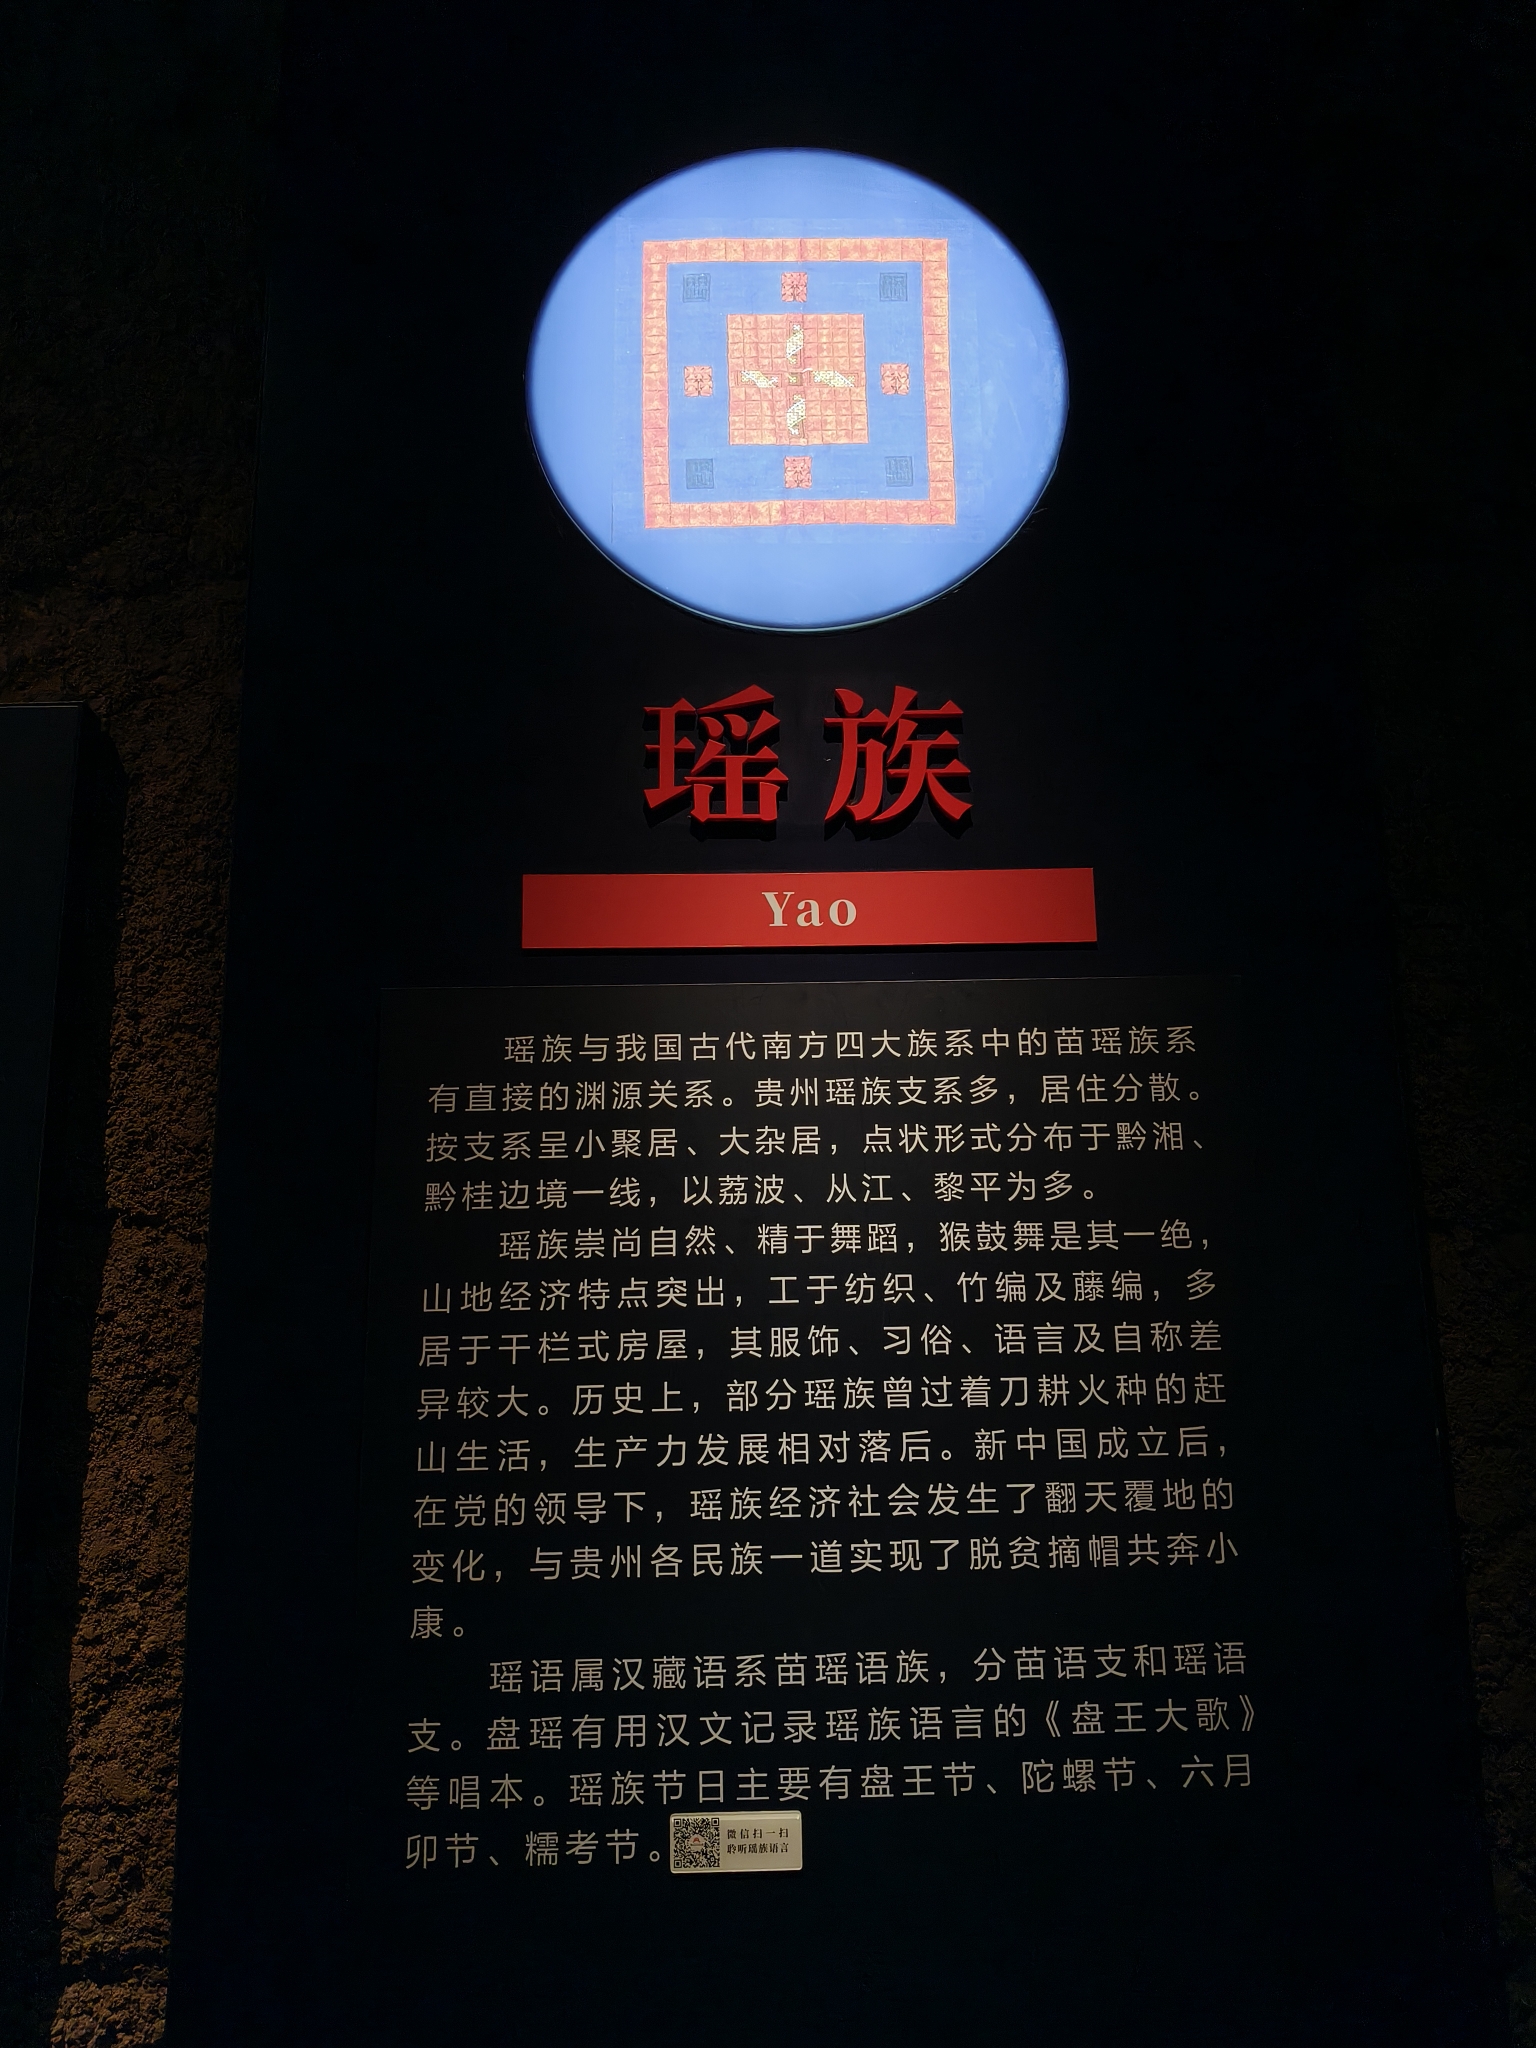 瑶族
Yao
瑶族与我国古代南方四大族系中的苗瑶族系
有直接的渊源关系。贵州瑶族支系多，居住分散。
按支系呈小聚居、大杂居，点状形式分布于黔湘、
黔桂边境一线，以荔波、从江、黎平为多。
瑶族崇尚自然、精于舞蹈，猴鼓舞是其一绝，
山地经济特点突出，工于纺织、竹编及藤编，多
居于干栏式房屋，其服饰、习俗、语言及自称差
异较大。历史上，部分瑶族曾过着刀耕火种的赶
山生活，生产力发展相对落后。新中国成立后，
在党的领导下，瑶族经济社会发生了翻天覆地的
变化，与贵州各民族一道实现了脱贫摘帽共奔小
康。
瑶语属汉藏语系苗瑶语族，分苗语支和瑶语
支。盘瑶有用汉文记录瑶族语言的《盘王大歌》
等唱本。瑶族节日主要有盘王节、陀螺节、六月
卯节、糯考节。
微信扫一扫
聆听瑶族语言